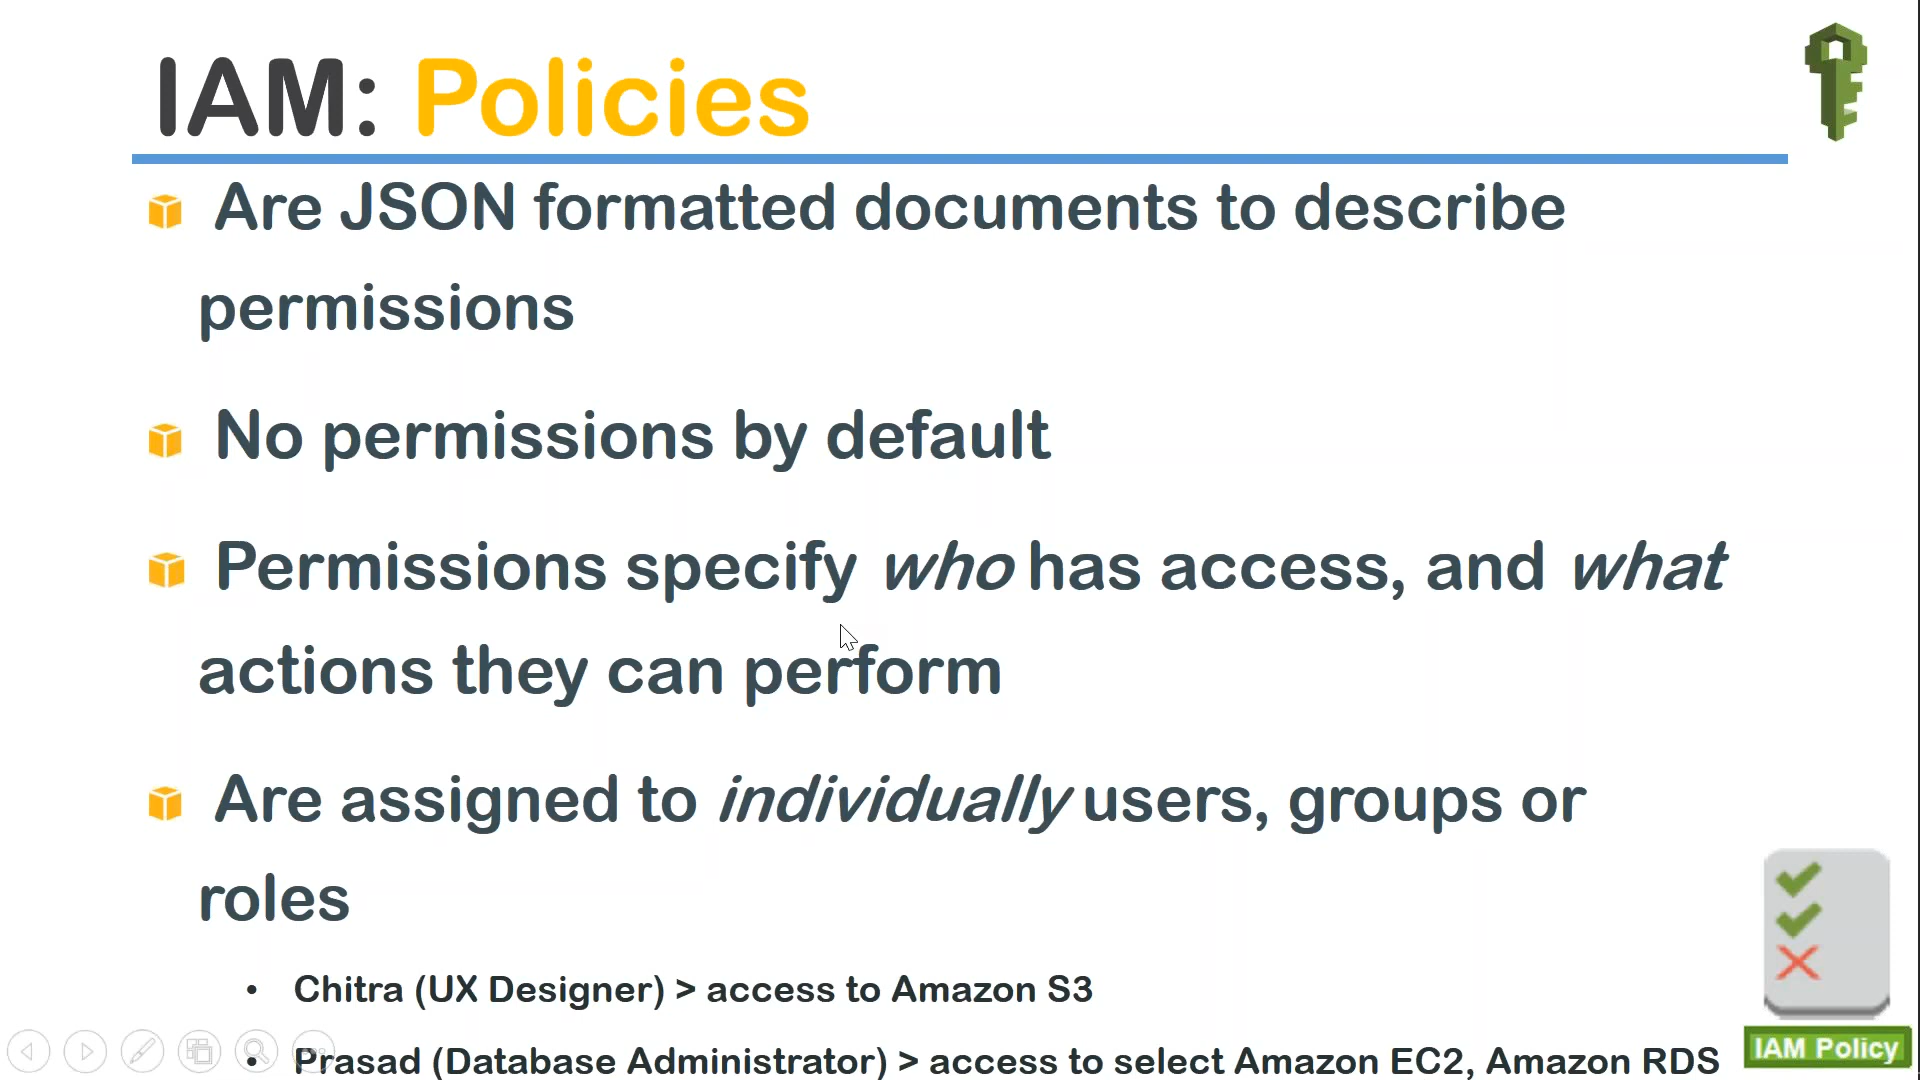 IAM: Policies
Are JSON formatted documents to describe
permissions
No permissions by default
Permissions specify who has access, and what
actions they can perform
Are assigned to individually users, groups or
roles
• Chitra (UX Designer) > access to Amazon S3
• Prasad (Database Administrator) > access to select Amazon EC2, Amazon RDS
IAM Policy